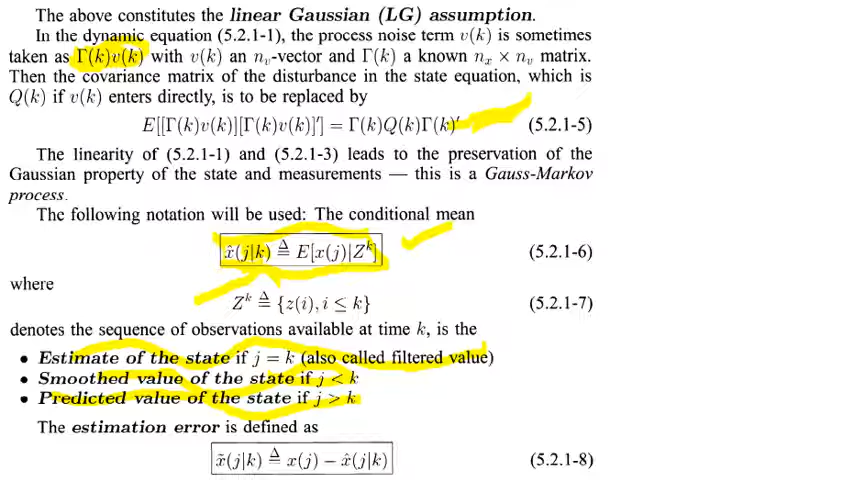 The above constitutes the linear Gaussian (LG) assumption.
In the dynamic equation (5.2.1-1), the process noise term v(k) is sometimes
taken as Γ(k)v(k) with v(k) an n_v-vector and Γ(k) a known n_x × n_v matrix.
Then the covariance matrix of the disturbance in the state equation, which is
Q(k) if v(k) enters directly, is to be replaced by
E[[Γ(k)v(k)][Γ(k)v(k)]′] = Γ(k)Q(k)Γ(k)′ (5.2.1-5)
The linearity of (5.2.1-1) and (5.2.1-3) leads to the preservation of the
Gaussian property of the state and measurements — this is a Gauss-Markov
process.
The following notation will be used: The conditional mean
x̂(j|k) ≜ E[x(j)|Z^k] (5.2.1-6)
where
Z^k ≜ {z(i), i ≤ k} (5.2.1-7)
denotes the sequence of observations available at time k, is the
• Estimate of the state if j = k (also called filtered value)
• Smoothed value of the state if j < k
• Predicted value of the state if j > k
The estimation error is defined as
x̃(j|k) ≜ x(j) − x̂(j|k) (5.2.1-8)